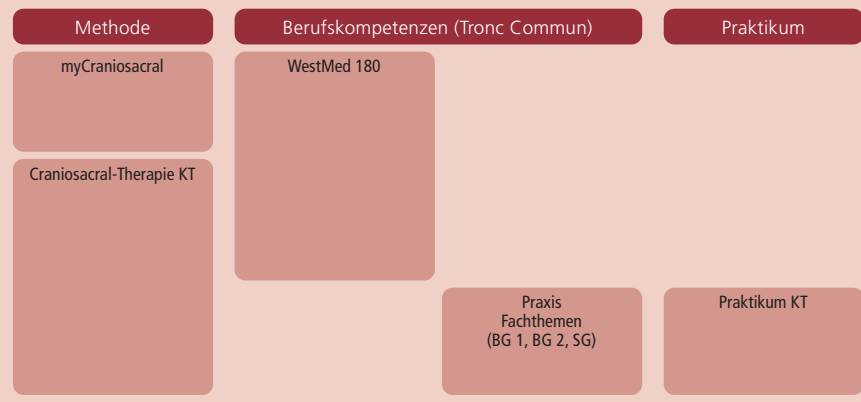 Methode
Berufskompetenzen (Tronc Commun)
Praktikum
myCraniosacral
WestMed 180
Craniosacral-Therapie KT
Praxis
Fachthemen
(BG 1, BG 2, SG)
Praktikum KT